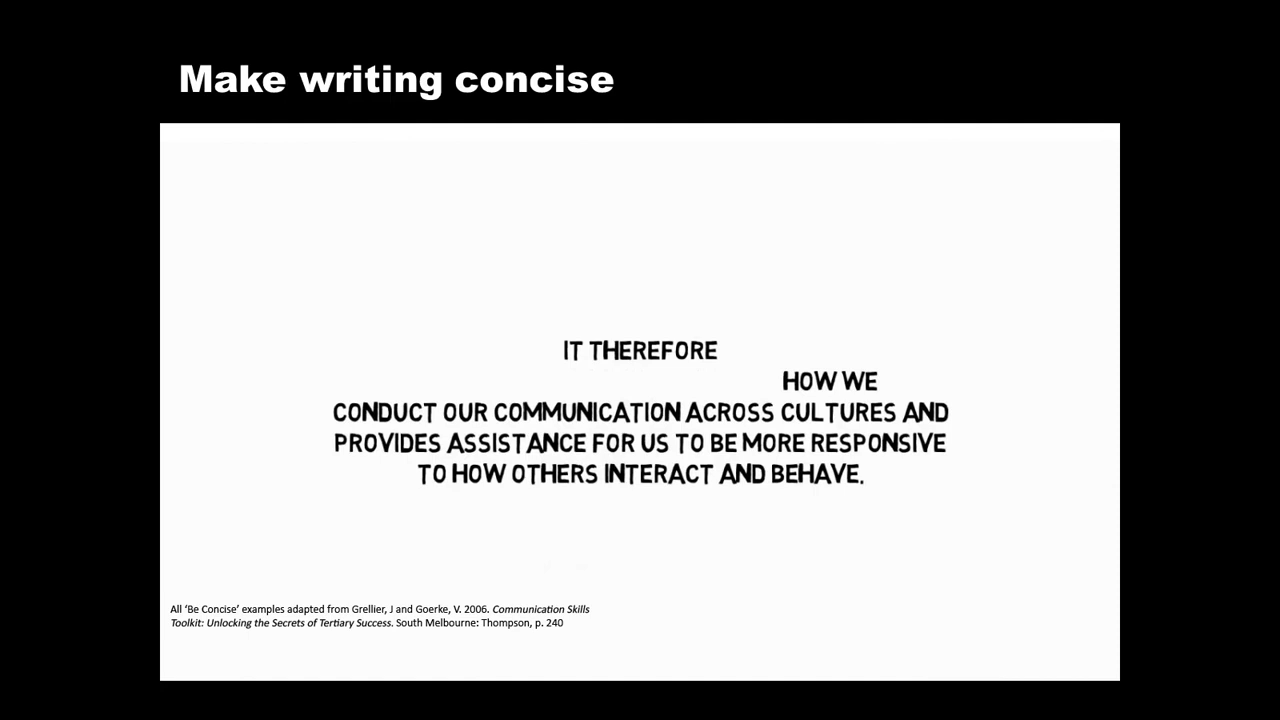 Make writing concise
IT THEREFORE
HOW WE
CONDUCT OUR COMMUNICATION ACROSS CULTURES AND
PROVIDES ASSISTANCE FOR US TO BE MORE RESPONSIVE
TO HOW OTHERS INTERACT AND BEHAVE.
All ‘Be Concise’ examples adapted from Grellier, J and Goerke, V. 2006. Communication Skills
Toolkit: Unlocking the Secrets of Tertiary Success. South Melbourne: Thompson, p. 240